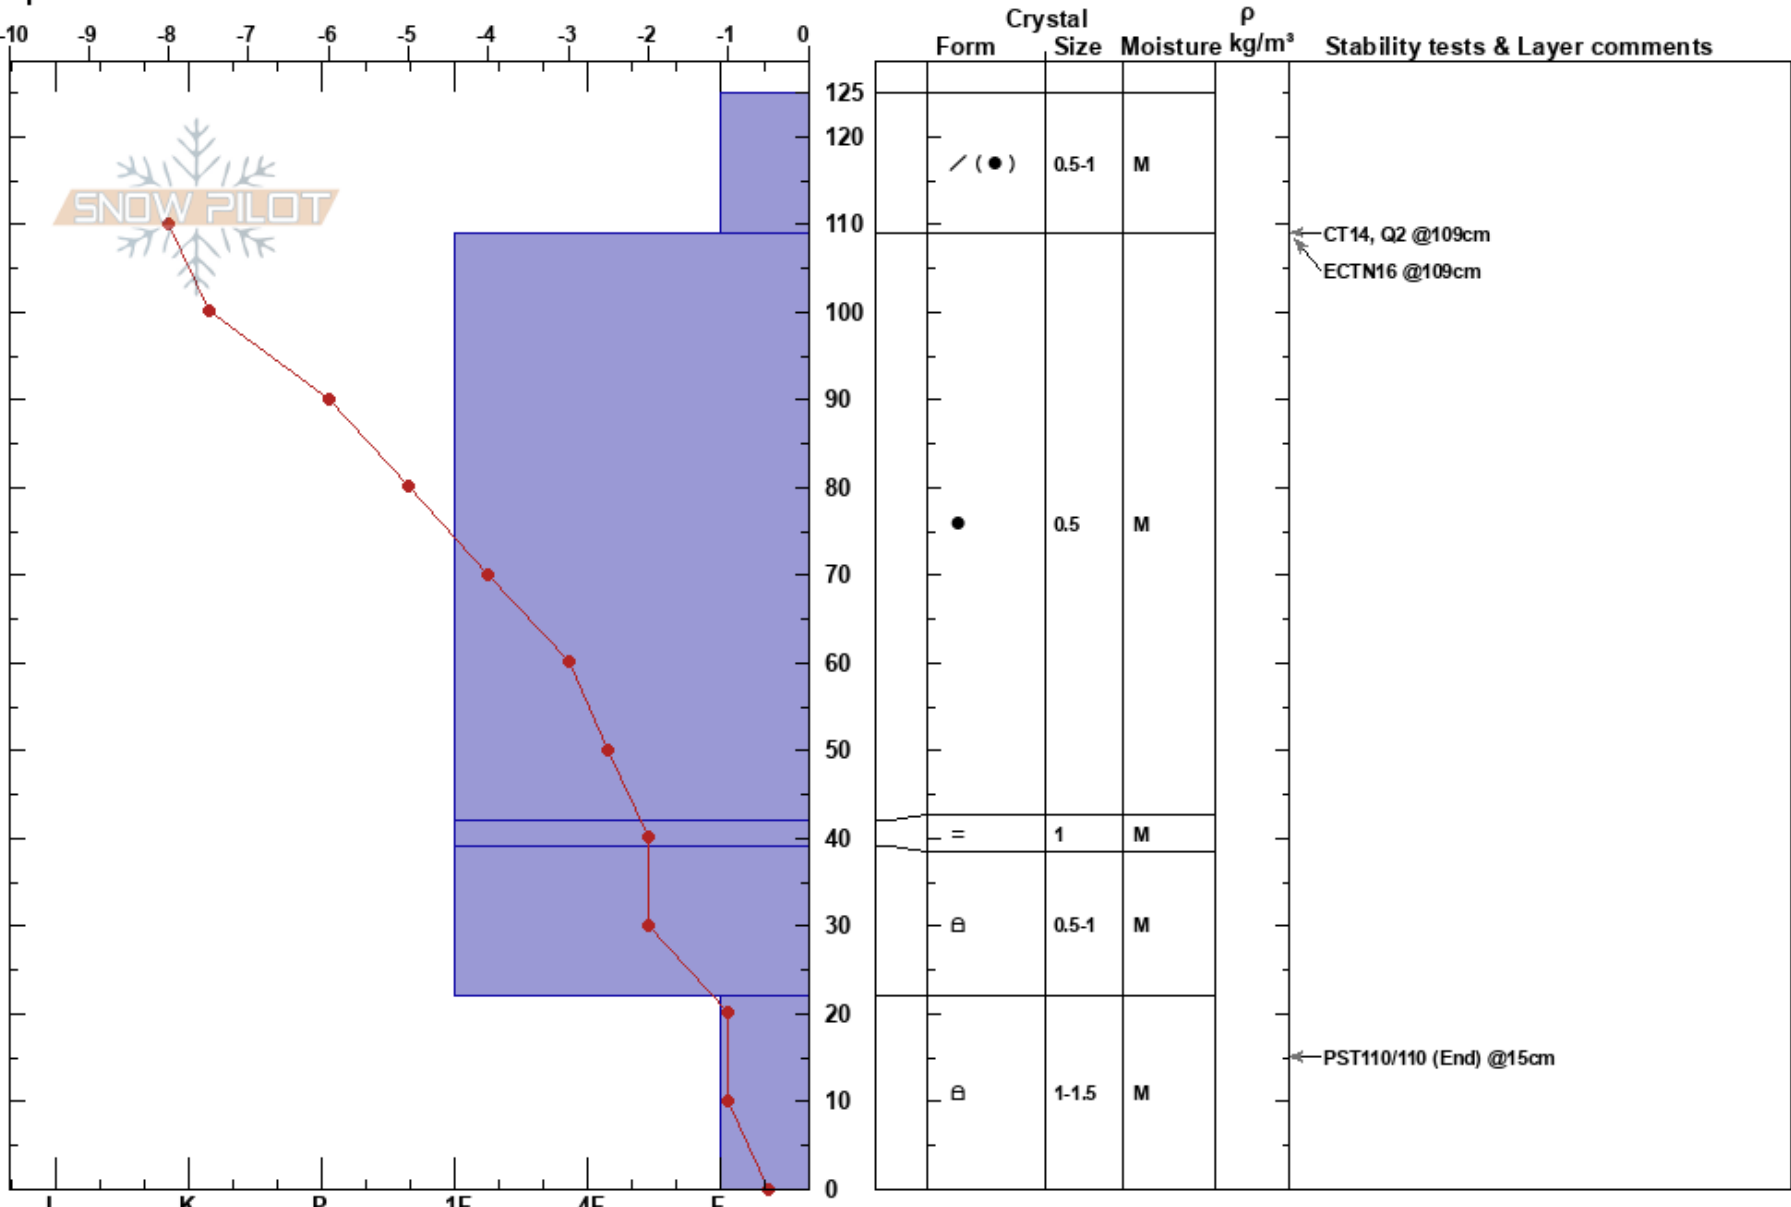 Crystal ρ
-10 -9 -8 -7 -6 -5 -4 -3 -2 -1 0 Form Size Moisture kg/m³ Stability tests & Layer comments
125
120
/ (●) 0.5-1 M
SNOW PILOT
110
CT14, Q2 @109cm
ECTN16 @109cm
100
90
80
● 0.5 M
70
60
50
40 = 1 M
30 0.5-1 M
20
PST110/110 (End) @15cm
10 1-1.5 M
0
I K P 1F 4F F